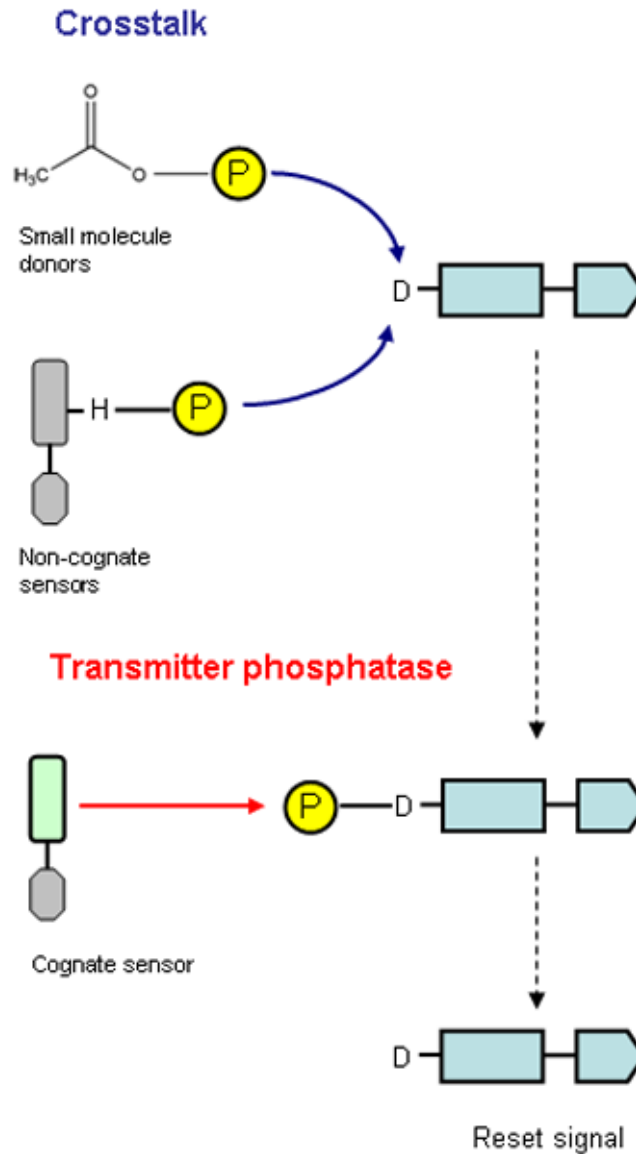 Crosstalk
O
H₃C
O
P
Small molecule
donors
D
H
P
Non-cognate
sensors
Transmitter phosphatase
P
D
Cognate sensor
D
Reset signal